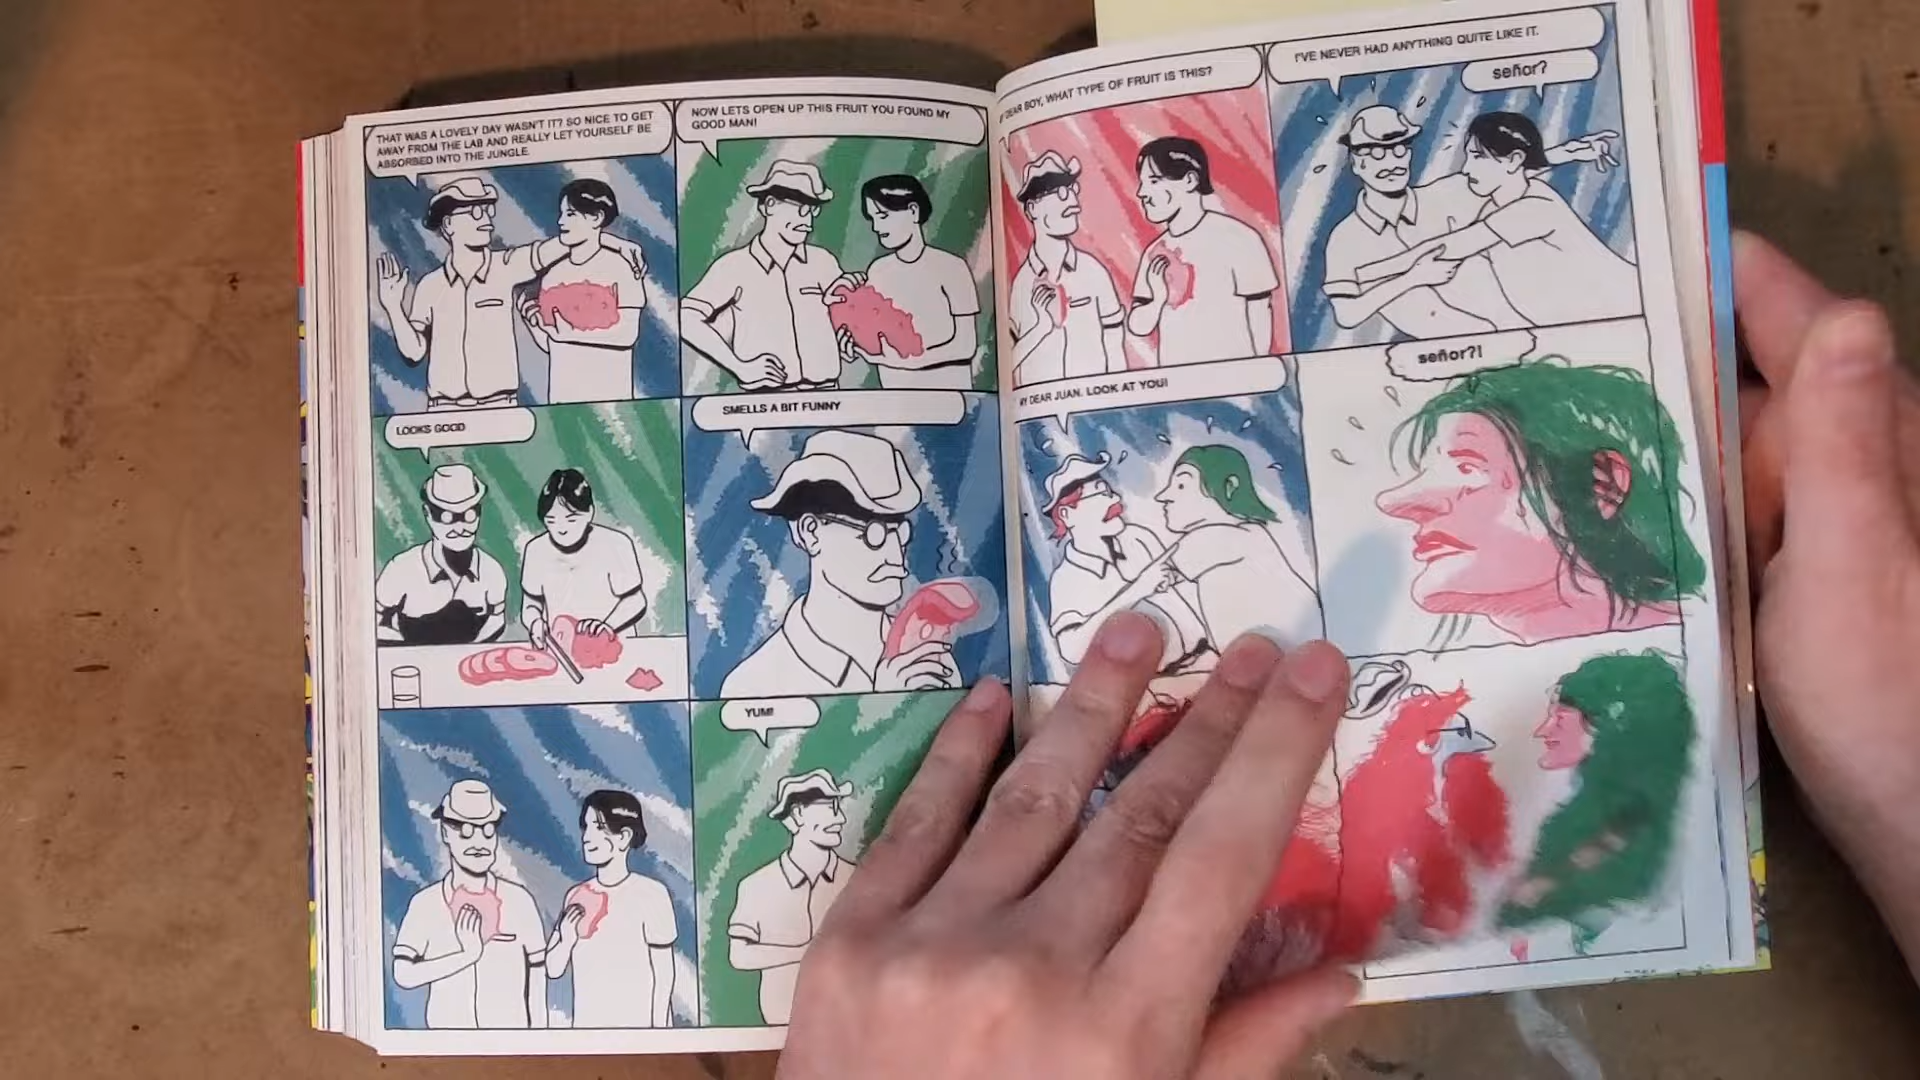 THAT WAS A LOVELY DAY WASN'T IT? SO NICE TO GET
AWAY FROM THE LAB AND REALLY LET YOURSELF BE
ABSORBED INTO THE JUNGLE.
NOW LETS OPEN UP THIS FRUIT YOU FOUND MY
GOOD MAN!
LOOKS GOOD
SMELLS A BIT FUNNY
YUM!
DEAR BOY, WHAT TYPE OF FRUIT IS THIS?
I'VE NEVER HAD ANYTHING QUITE LIKE IT.
señor?
MY DEAR JUAN. LOOK AT YOU!
señor?!